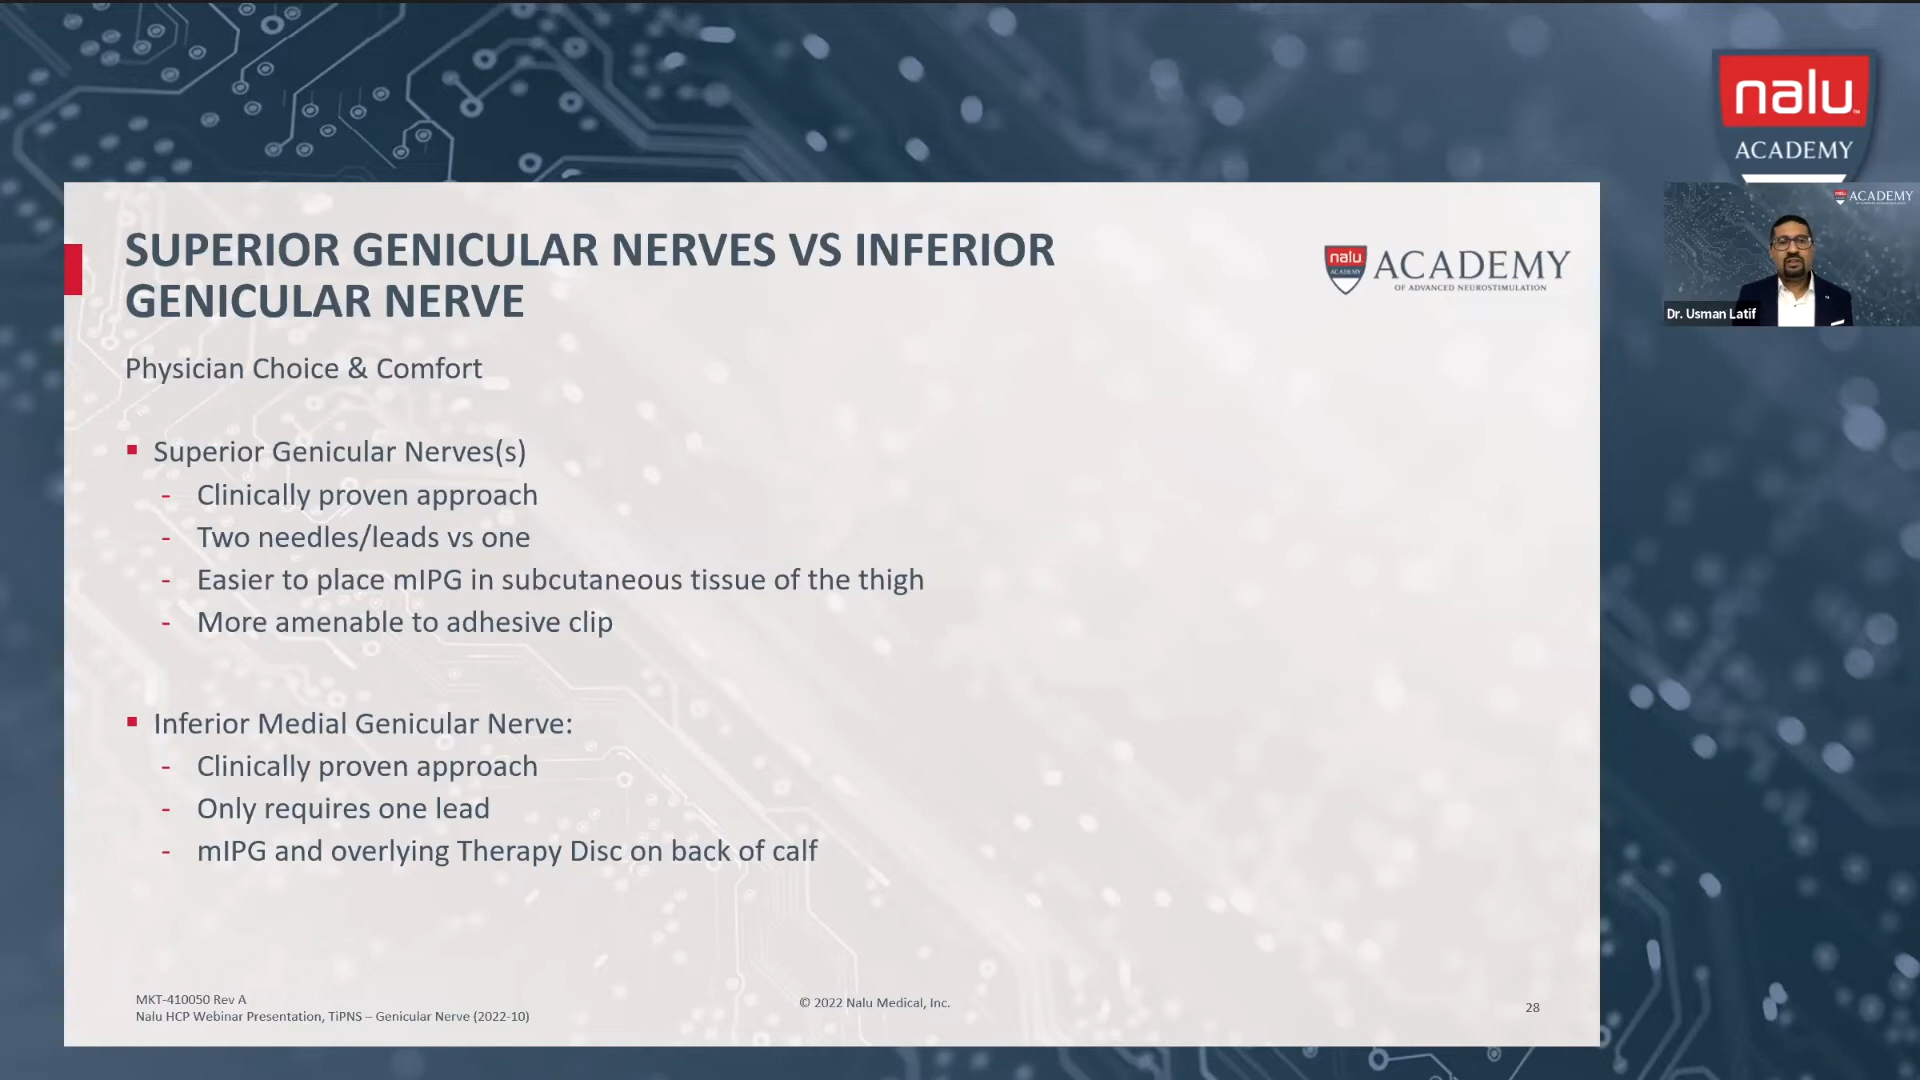 nalu
ACADEMY
ACADEMY
Dr. Usman Latif
SUPERIOR GENICULAR NERVES VS INFERIOR
GENICULAR NERVE
nalu
ACADEMY
ACADEMY
OF ADVANCED NEUROSTIMULATION
Physician Choice & Comfort
▪ Superior Genicular Nerves(s)
- Clinically proven approach
- Two needles/leads vs one
- Easier to place mIPG in subcutaneous tissue of the thigh
- More amenable to adhesive clip
▪ Inferior Medial Genicular Nerve:
- Clinically proven approach
- Only requires one lead
- mIPG and overlying Therapy Disc on back of calf
MKT-410050 Rev A
Nalu HCP Webinar Presentation, TiPNS – Genicular Nerve (2022-10)
© 2022 Nalu Medical, Inc.
28